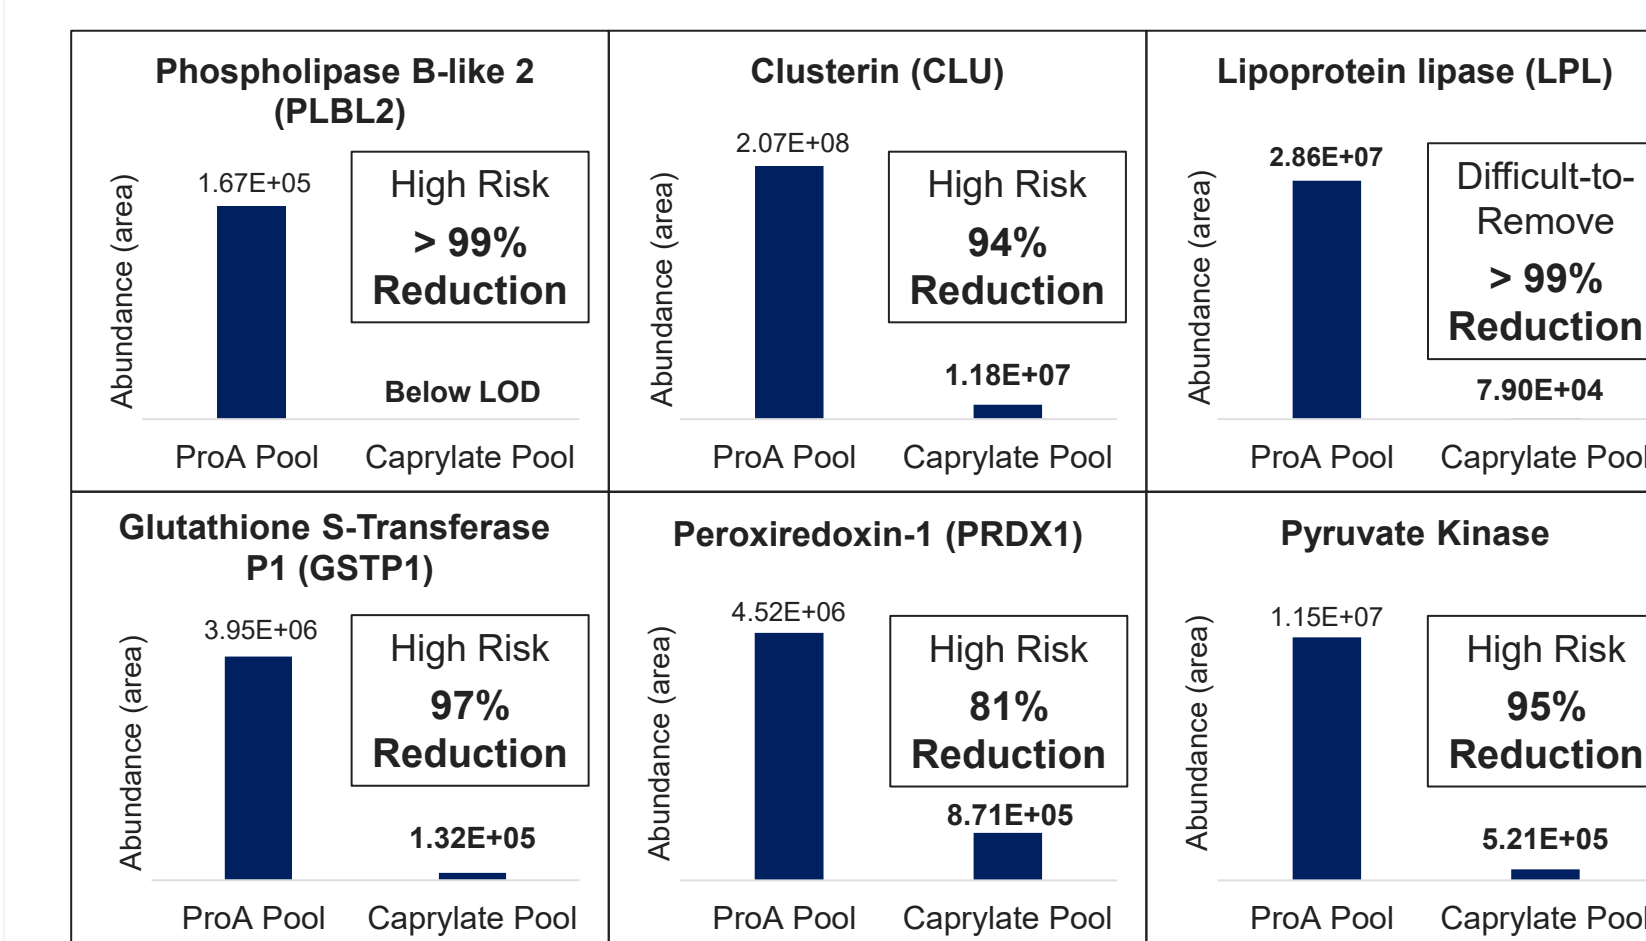 Phospholipase B-like 2
(PLBL2)
1.67E+05
High Risk
> 99%
Reduction
Below LOD
Abundance (area)
ProA Pool
Caprylate Pool
Clusterin (CLU)
2.07E+08
High Risk
94%
Reduction
1.18E+07
Abundance (area)
ProA Pool
Caprylate Pool
Lipoprotein lipase (LPL)
2.86E+07
Difficult-to-
Remove
> 99%
Reduction
7.90E+04
Abundance (area)
ProA Pool
Caprylate Pool
Glutathione S-Transferase
P1 (GSTP1)
3.95E+06
High Risk
97%
Reduction
1.32E+05
Abundance (area)
ProA Pool
Caprylate Pool
Peroxiredoxin-1 (PRDX1)
4.52E+06
High Risk
81%
Reduction
8.71E+05
Abundance (area)
ProA Pool
Caprylate Pool
Pyruvate Kinase
1.15E+07
High Risk
95%
Reduction
5.21E+05
Abundance (area)
ProA Pool
Caprylate Pool